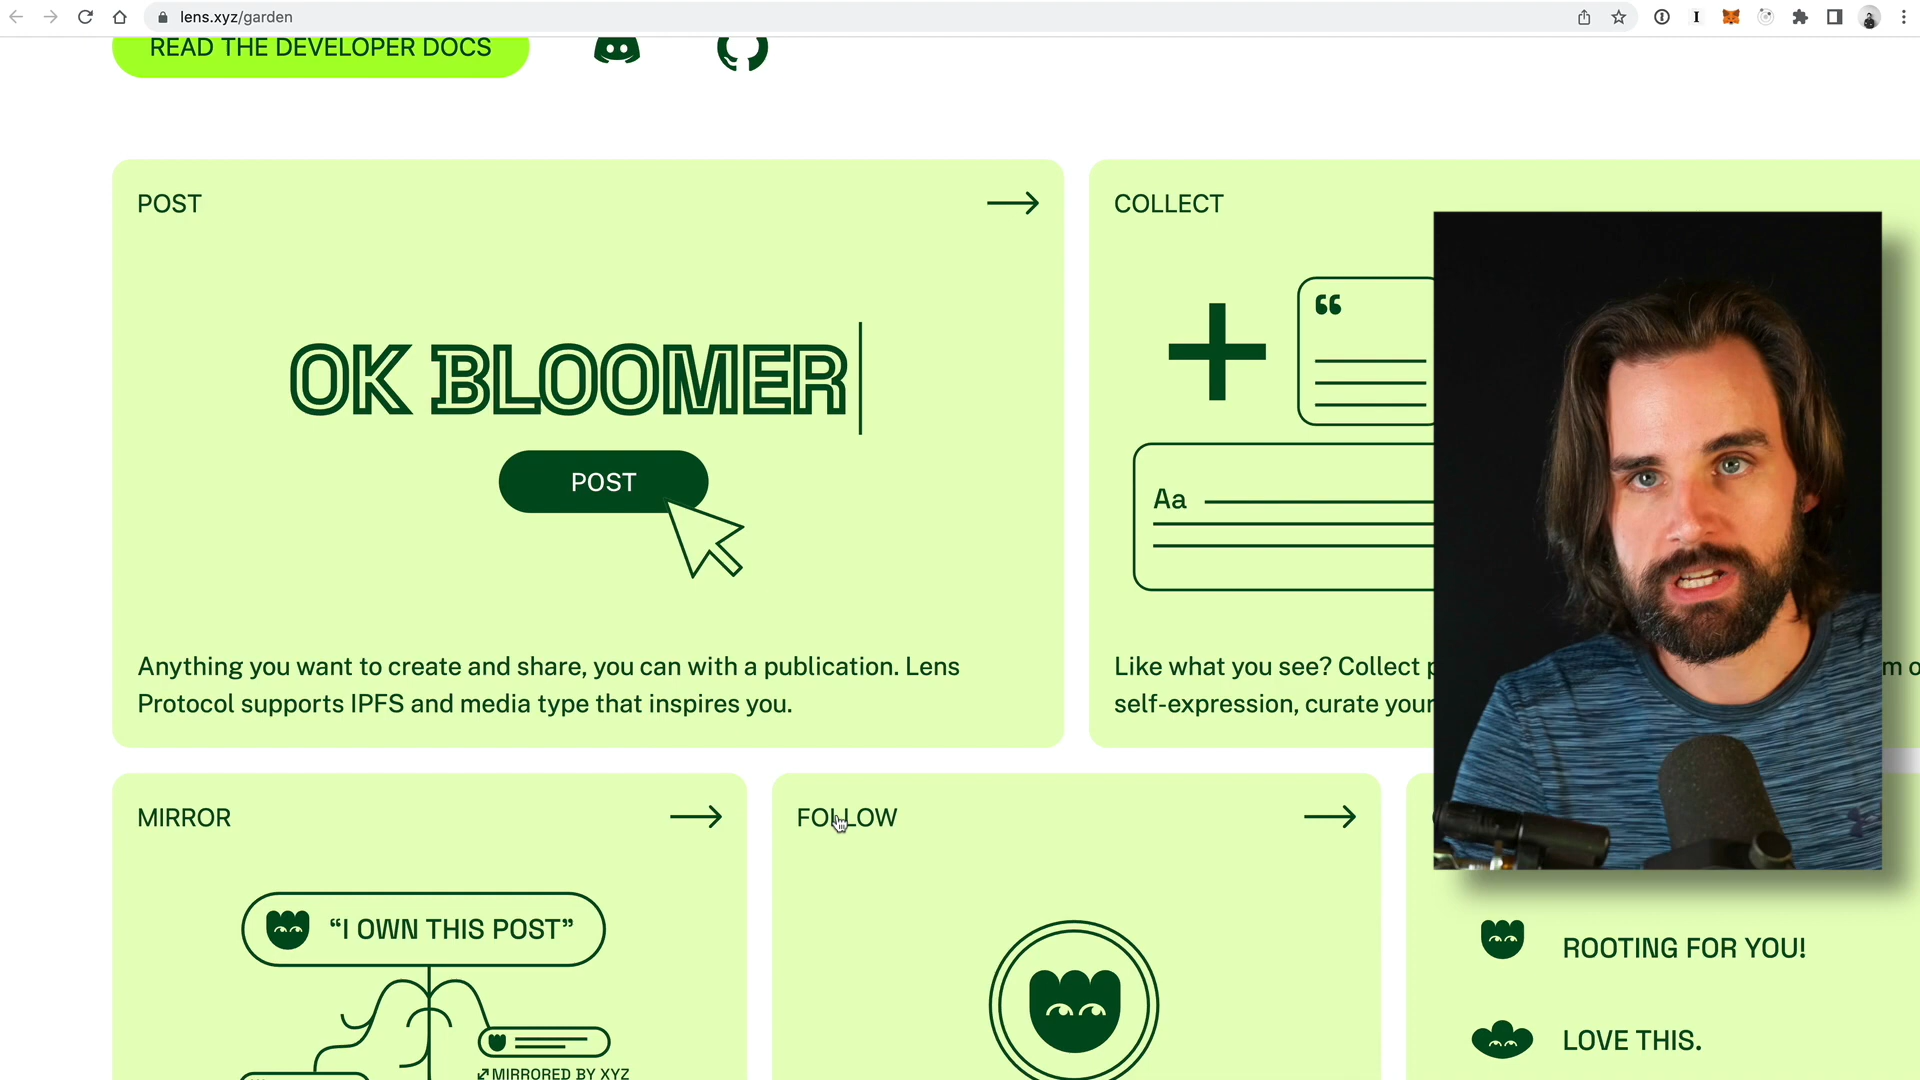 lens.xyz/garden
READ THE DEVELOPER DOCS
POST
OK BLOOMER
POST
Anything you want to create and share, you can with a publication. Lens
Protocol supports IPFS and media type that inspires you.
COLLECT
“
Aa
Like what you see? Collect
self-expression, curate your
MIRROR
“I OWN THIS POST”
MIRRORED BY XYZ
FOLLOW
ROOTING FOR YOU!
LOVE THIS.